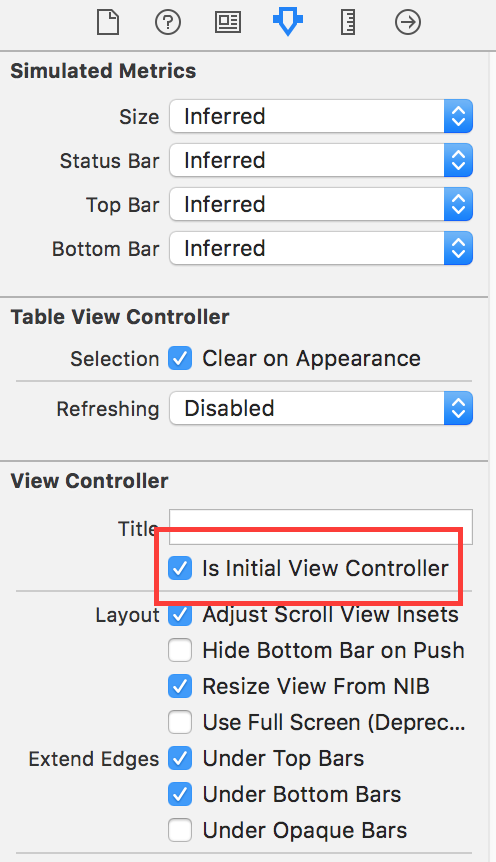 Simulated Metrics
Size Inferred
Status Bar Inferred
Top Bar Inferred
Bottom Bar Inferred
Table View Controller
Selection Clear on Appearance
Refreshing Disabled
View Controller
Title
Is Initial View Controller
Layout Adjust Scroll View Insets
Hide Bottom Bar on Push
Resize View From NIB
Use Full Screen (Deprec...
Extend Edges Under Top Bars
Under Bottom Bars
Under Opaque Bars